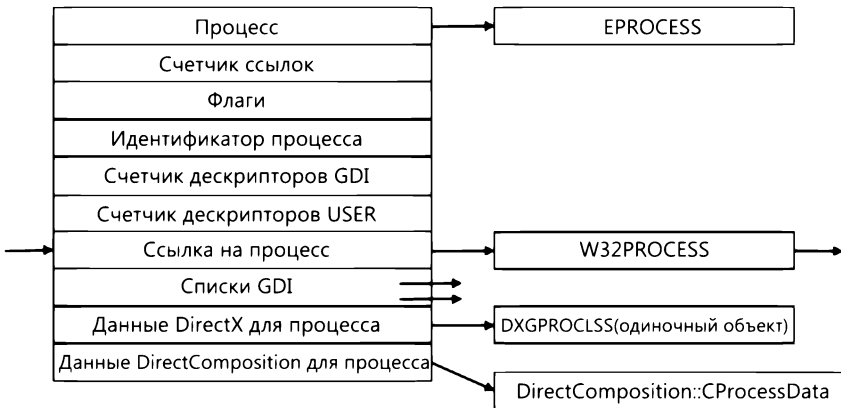 Процесс
EPROCESS
Счетчик ссылок
Флаги
Идентификатор процесса
Счетчик дескрипторов GDI
Счетчик дескрипторов USER
Ссылка на процесс
W32PROCESS
Списки GDI
Данные DirectX для процесса
DXGPROCLSS(одиночный объект)
Данные DirectComposition для процесса
DirectComposition::CProcessData